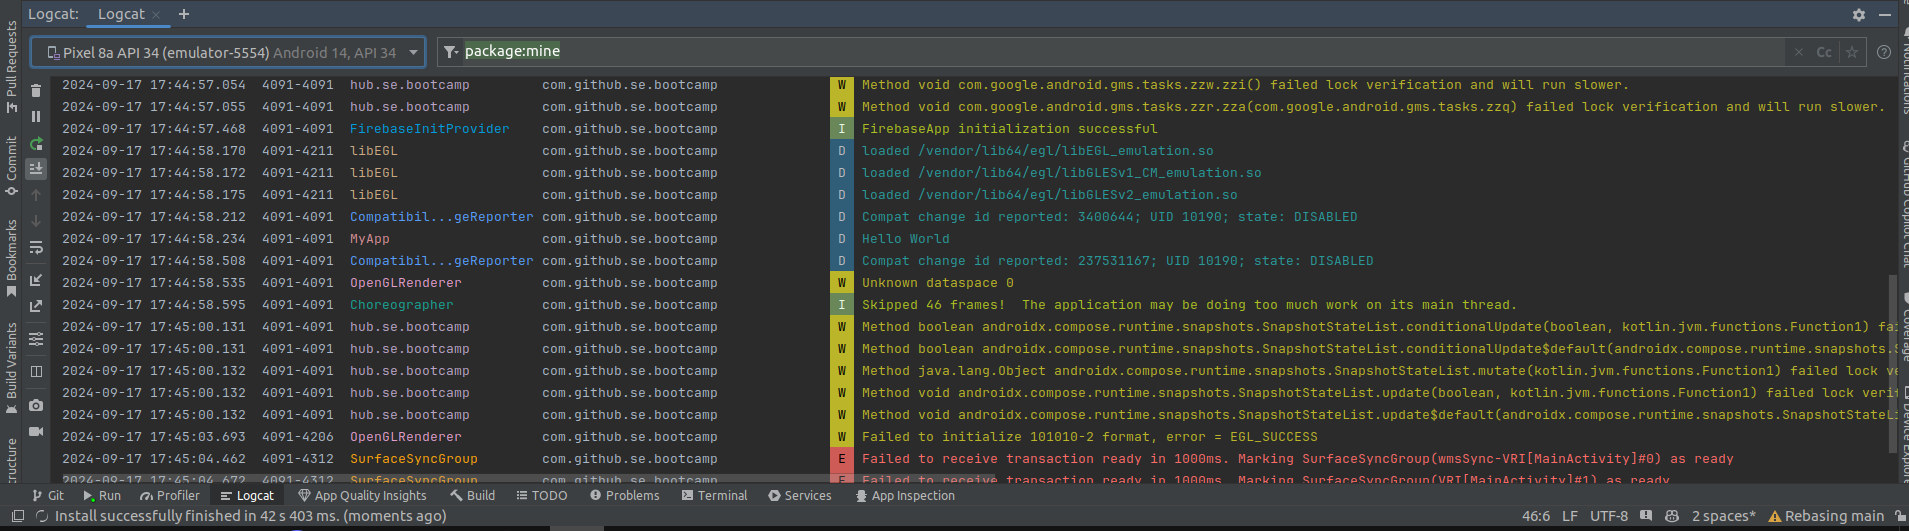 Logcat: Logcat
Pixel 8a API 34 (emulator-5554) Android 14, API 34 package:mine Cc
2024-09-17 17:44:57.054 4091-4091 hub.se.bootcamp com.github.se.bootcamp W Method void com.google.android.gms.tasks.zzw.zzi() failed lock verification and will run slower.
2024-09-17 17:44:57.055 4091-4091 hub.se.bootcamp com.github.se.bootcamp W Method void com.google.android.gms.tasks.zzr.zza(com.google.android.gms.tasks.zzq) failed lock verification and will run slower.
2024-09-17 17:44:57.468 4091-4091 FirebaseInitProvider com.github.se.bootcamp I FirebaseApp initialization successful
2024-09-17 17:44:58.170 4091-4211 libEGL com.github.se.bootcamp D loaded /vendor/lib64/egl/libEGL_emulation.so
2024-09-17 17:44:58.172 4091-4211 libEGL com.github.se.bootcamp D loaded /vendor/lib64/egl/libGLESv1_CM_emulation.so
2024-09-17 17:44:58.175 4091-4211 libEGL com.github.se.bootcamp D loaded /vendor/lib64/egl/libGLESv2_emulation.so
2024-09-17 17:44:58.212 4091-4091 Compatibil...geReporter com.github.se.bootcamp D Compat change id reported: 3400644; UID 10190; state: DISABLED
2024-09-17 17:44:58.234 4091-4091 MyApp com.github.se.bootcamp D Hello World
2024-09-17 17:44:58.508 4091-4091 Compatibil...geReporter com.github.se.bootcamp D Compat change id reported: 237531167; UID 10190; state: DISABLED
2024-09-17 17:44:58.535 4091-4091 OpenGLRenderer com.github.se.bootcamp W Unknown dataspace 0
2024-09-17 17:44:58.595 4091-4091 Choreographer com.github.se.bootcamp I Skipped 46 frames!  The application may be doing too much work on its main thread.
2024-09-17 17:45:00.131 4091-4091 hub.se.bootcamp com.github.se.bootcamp W Method boolean androidx.compose.runtime.snapshots.SnapshotStateList.conditionalUpdate(boolean, kotlin.jvm.functions.Function1) fai
2024-09-17 17:45:00.131 4091-4091 hub.se.bootcamp com.github.se.bootcamp W Method boolean androidx.compose.runtime.snapshots.SnapshotStateList.conditionalUpdate$default(androidx.compose.runtime.snapshots.S
2024-09-17 17:45:00.132 4091-4091 hub.se.bootcamp com.github.se.bootcamp W Method java.lang.Object androidx.compose.runtime.snapshots.SnapshotStateList.mutate(kotlin.jvm.functions.Function1) failed lock ve
2024-09-17 17:45:00.132 4091-4091 hub.se.bootcamp com.github.se.bootcamp W Method void androidx.compose.runtime.snapshots.SnapshotStateList.update(boolean, kotlin.jvm.functions.Function1) failed lock verif
2024-09-17 17:45:00.132 4091-4091 hub.se.bootcamp com.github.se.bootcamp W Method void androidx.compose.runtime.snapshots.SnapshotStateList.update$default(androidx.compose.runtime.snapshots.SnapshotStateL
2024-09-17 17:45:03.693 4091-4206 OpenGLRenderer com.github.se.bootcamp W Failed to initialize 101010-2 format, error = EGL_SUCCESS
2024-09-17 17:45:04.462 4091-4312 SurfaceSyncGroup com.github.se.bootcamp E Failed to receive transaction ready in 1000ms. Marking SurfaceSyncGroup(wmsSync-VRI[MainActivity]#0) as ready
2024-09-17 17:45:04.672 4091-4312 SurfaceSyncGroup com.github.se.bootcamp E Failed to receive transaction ready in 1000ms. Marking SurfaceSyncGroup(VRI[MainActivity]#1) as ready
Git Run Profiler Logcat App Quality Insights Build TODO Problems Terminal Services App Inspection
Install successfully finished in 42 s 403 ms. (moments ago) 46:6 LF UTF-8 2 spaces* Rebasing main
Pull Requests
Commit
Bookmarks
Build Variants
ructure
Notifications